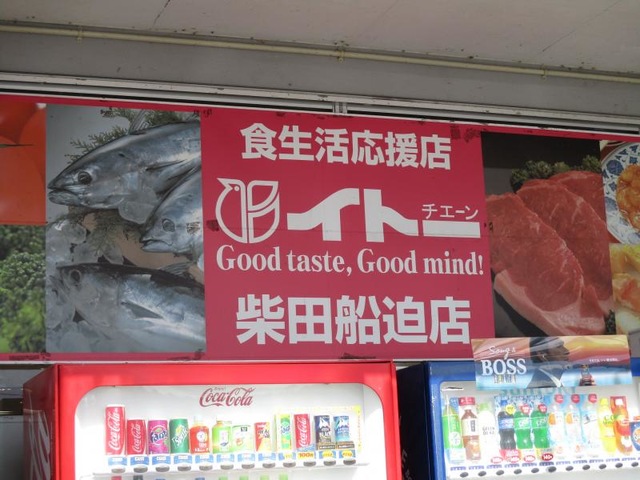 食生活応援店
イトー
チエーン
Good taste, Good mind!
柴田船迫店
Coca-Cola
BOSS